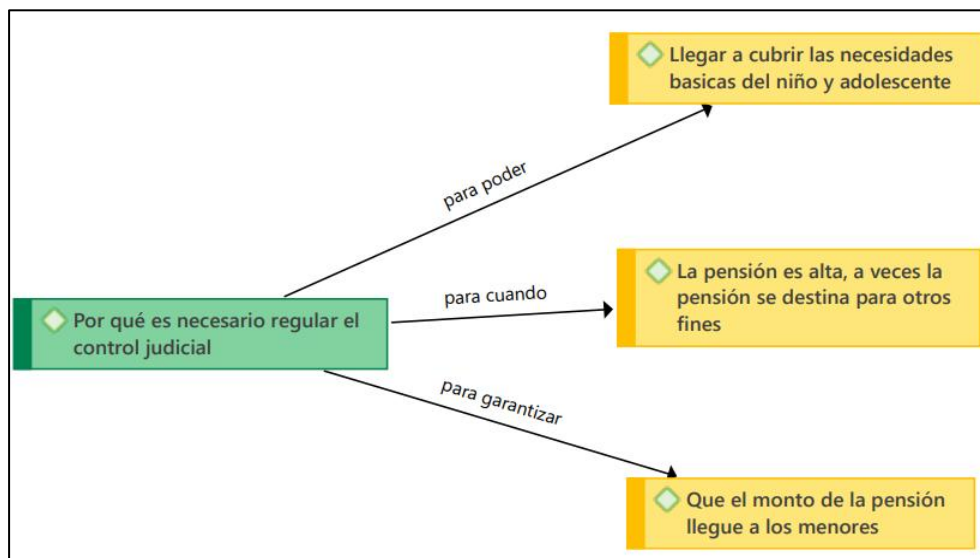 Llegar a cubrir las necesidades
basicas del niño y adolescente
para poder
La pensión es alta, a veces la
pensión se destina para otros
fines
para cuando
Por qué es necesario regular el
control judicial
para garantizar
Que el monto de la pensión
llegue a los menores